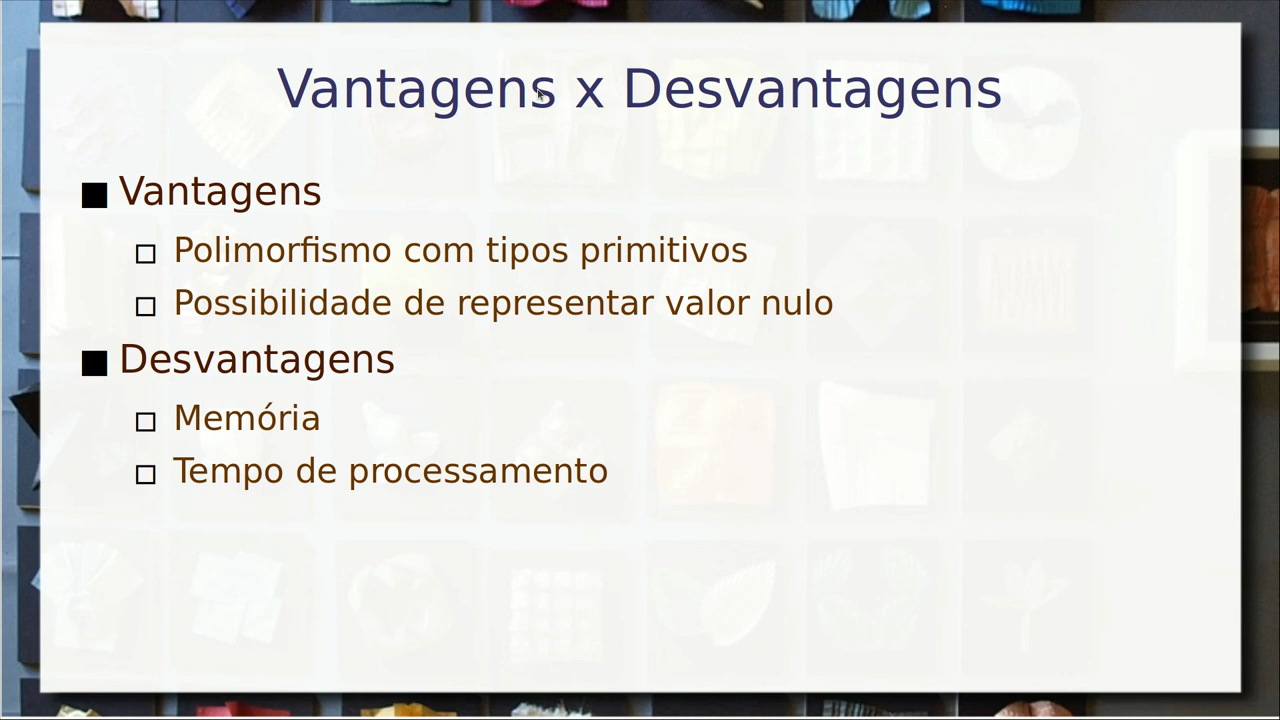 Vantagens x Desvantagens
Vantagens
Polimorfismo com tipos primitivos
Possibilidade de representar valor nulo
Desvantagens
Memória
Tempo de processamento